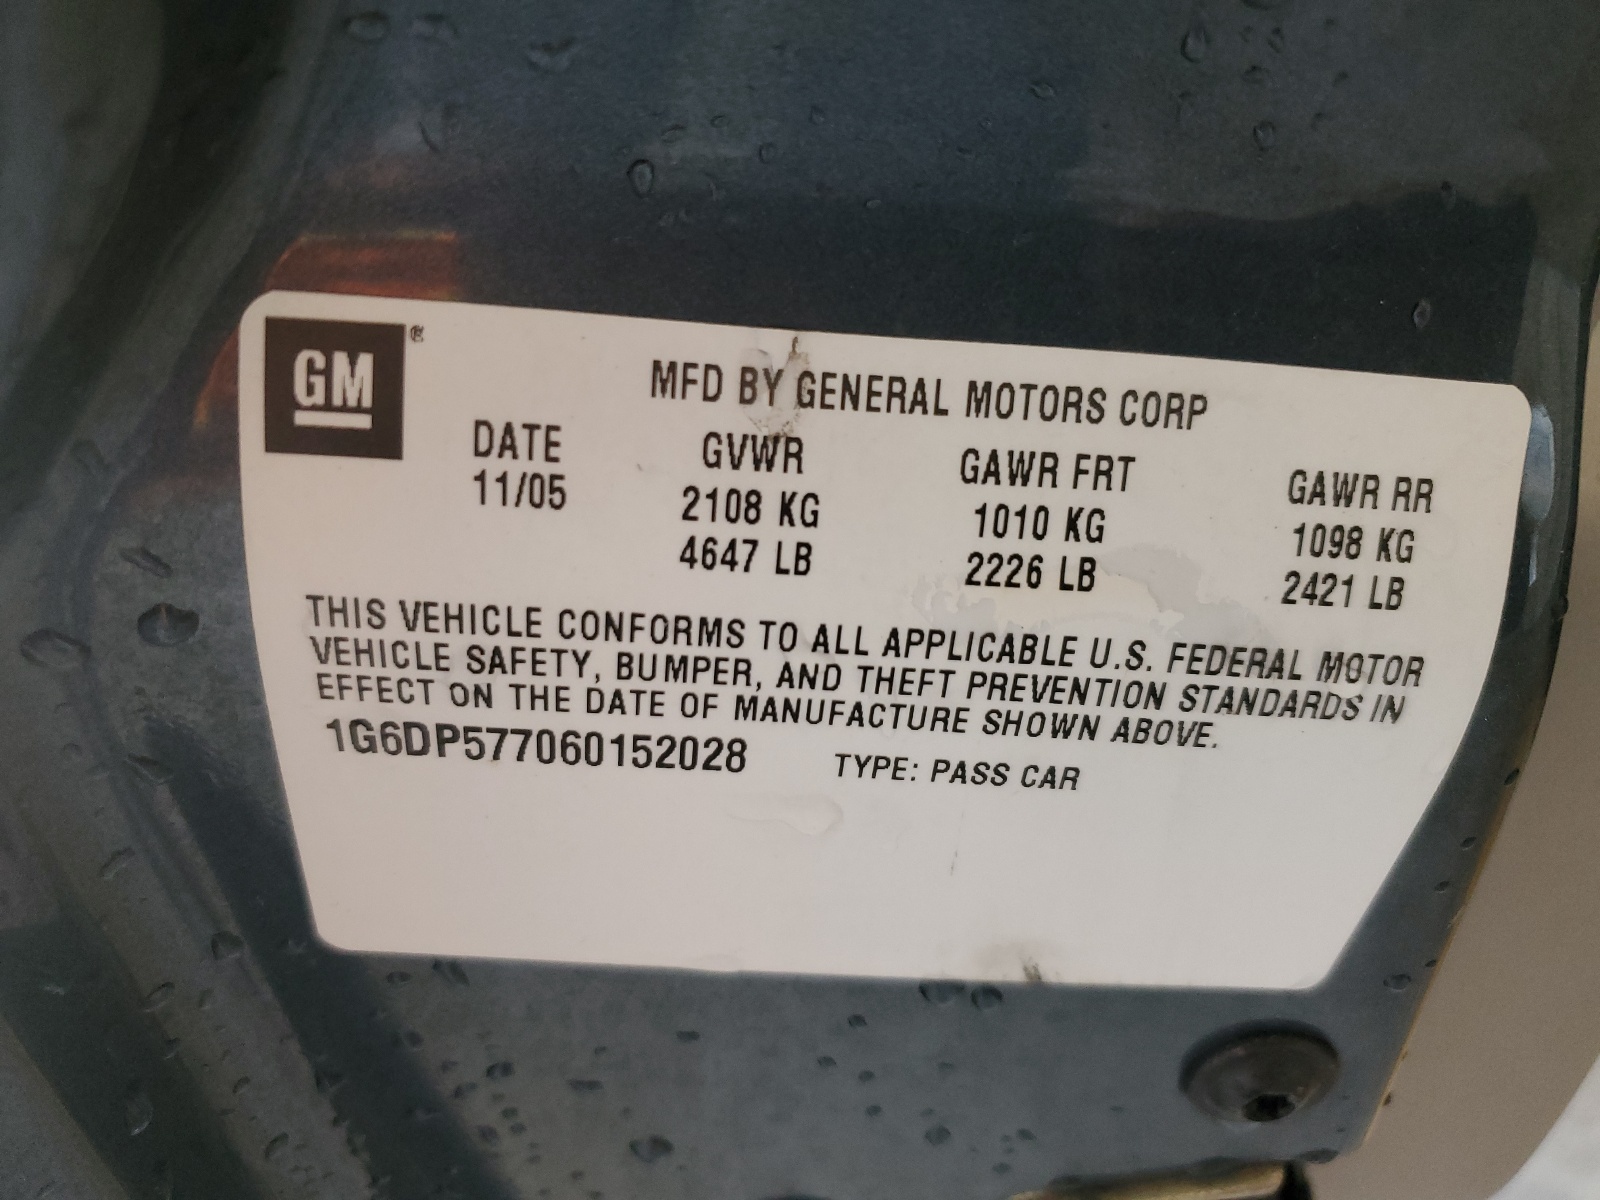 GM®
MFD BY GENERAL MOTORS CORP
DATE GVWR GAWR FRT GAWR RR
11/05 2108 KG 1010 KG 1098 KG
4647 LB 2226 LB 2421 LB
THIS VEHICLE CONFORMS TO ALL APPLICABLE U.S. FEDERAL MOTOR
VEHICLE SAFETY, BUMPER, AND THEFT PREVENTION STANDARDS IN
EFFECT ON THE DATE OF MANUFACTURE SHOWN ABOVE.
1G6DP577060152028 TYPE: PASS CAR